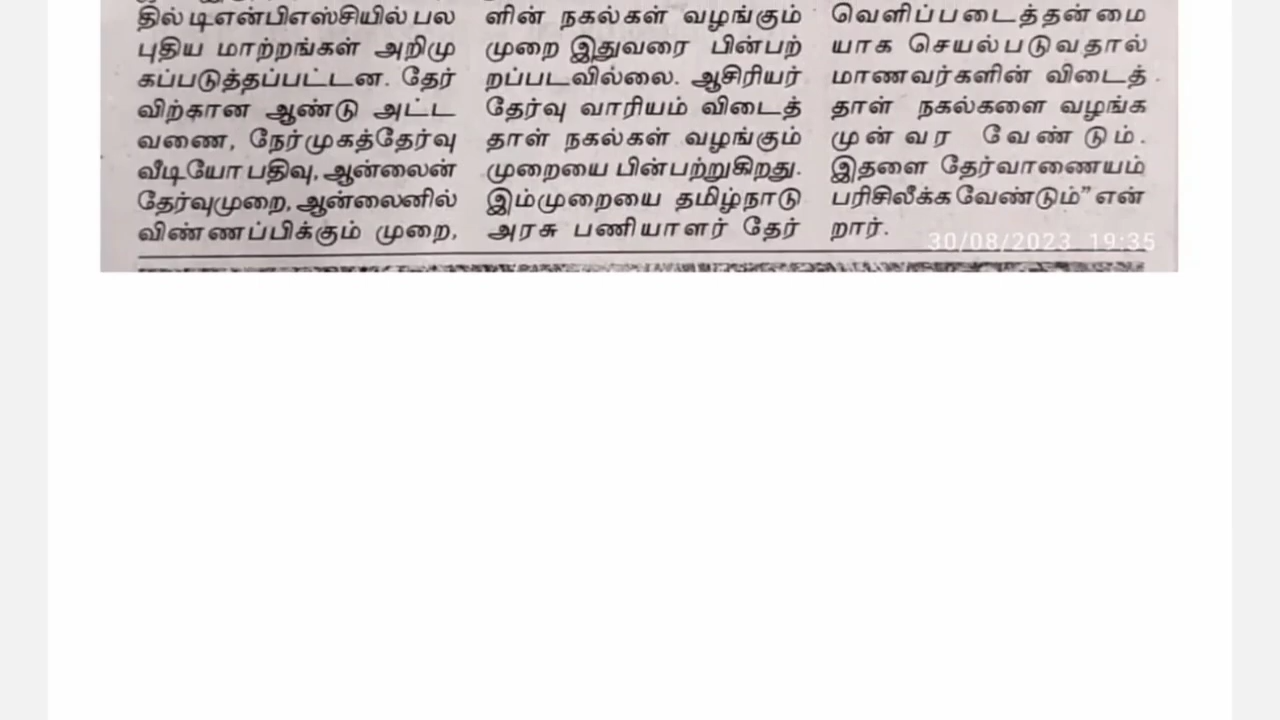 தில் டிஎன்பிஎஸ்சியில் பல
புதிய மாற்றங்கள் அறிமு
கப்படுத்தப்பட்டன. தேர்
விற்கான ஆண்டு அட்ட
வணை, நேர்முகத்தேர்வு
வீடியோ பதிவு, ஆன்லைன்
தேர்வுமுறை, ஆன்லைனில்
விண்ணப்பிக்கும் முறை,
ளின் நகல்கள் வழங்கும்
முறை இதுவரை பின்பற்
றப்படவில்லை. ஆசிரியர்
தேர்வு வாரியம் விடைத்
தாள் நகல்கள் வழங்கும்
முறையை பின்பற்றுகிறது.
இம்முறையை தமிழ்நாடு
அரசு பணியாளர் தேர்
வெளிப்படைத்தன்மை
யாக செயல்படுவதால்
மாணவர்களின் விடைத்
தாள் நகல்களை வழங்க
முன்வர வேண்டும்.
இதனை தேர்வாணையம்
பரிசிலீக்க வேண்டும்” என்
றார்.
30/08/2023 19:35